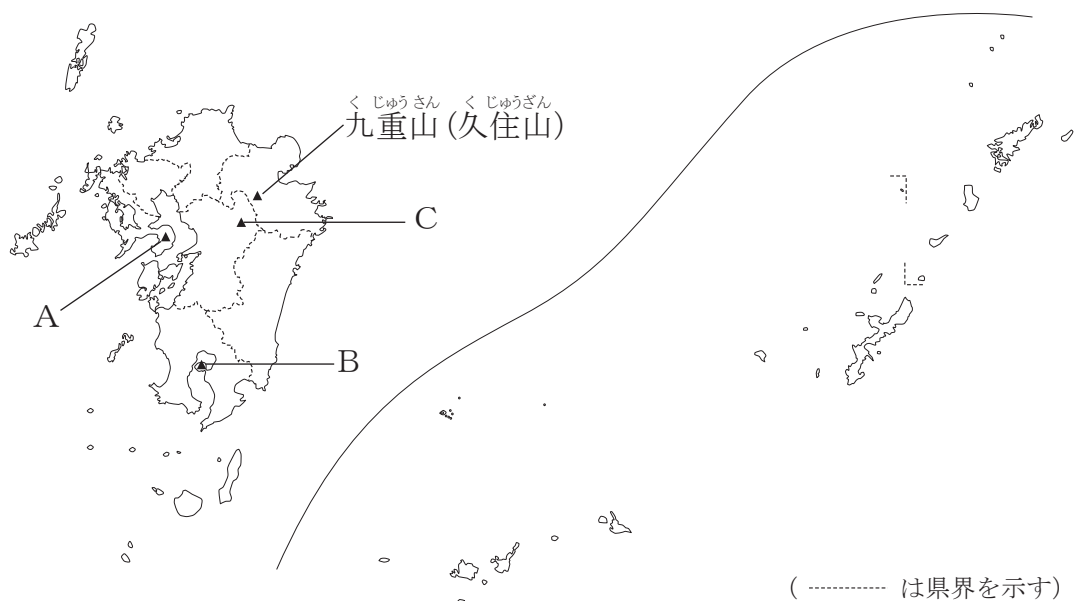 く じゅう さん く じゅうざん
九重山(久住山)
C
A
B
( ---------- は県界を示す)